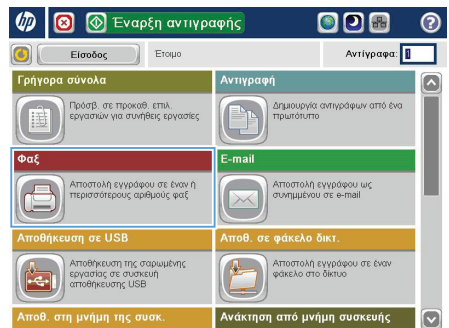 hp
Έναρξη αντιγραφής
?
Είσοδος
Έτοιμο
Αντίγραφα: 1
Γρήγορα σύνολα
Πρόσβ. σε προκαθ. επιλ.
εργασιών για συνήθεις εργασίες
Αντιγραφή
Δημιουργία αντιγράφων από ένα
πρωτότυπο
Φαξ
Αποστολή εγγράφου σε έναν ή
περισσότερους αριθμούς φαξ
E-mail
Αποστολή εγγράφου ως
συνημμένου σε e-mail
Αποθήκευση σε USB
Αποθήκευση της σαρωμένης
εργασίας σε συσκευή
αποθήκευσης USB
Αποθ. σε φάκελο δικτ.
Αποστολή εγγράφου σε έναν
φάκελο στο δίκτυο
Αποθ. στη μνήμη της συσκ.
Ανάκτηση από μνήμη συσκευής